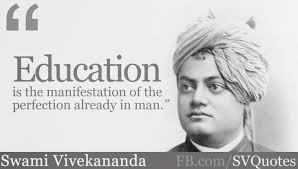 “
Education
is the manifestation of the
perfection already in man.”
Swami Vivekananda
FB.com/SVQuotes